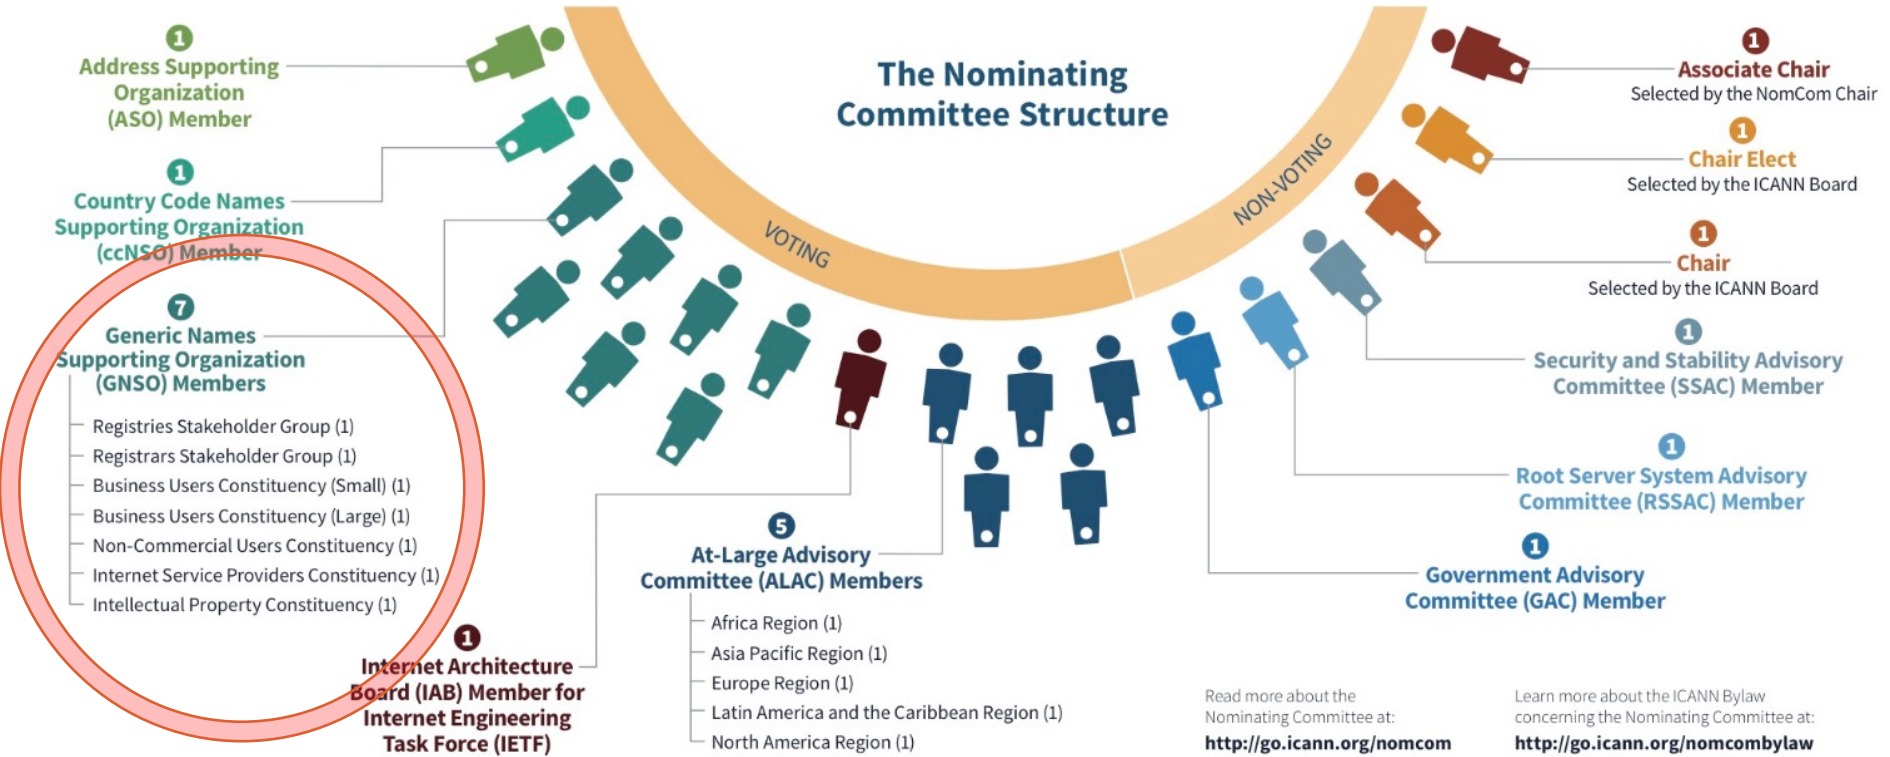 The Nominating
Committee Structure
VOTING
NON-VOTING
1
Address Supporting
Organization
(ASO) Member
1
Country Code Names
Supporting Organization
(ccNSO) Member
7
Generic Names
Supporting Organization
(GNSO) Members
Registries Stakeholder Group (1)
Registrars Stakeholder Group (1)
Business Users Constituency (Small) (1)
Business Users Constituency (Large) (1)
Non-Commercial Users Constituency (1)
Internet Service Providers Constituency (1)
Intellectual Property Constituency (1)
1
Internet Architecture
Board (IAB) Member for
Internet Engineering
Task Force (IETF)
5
At-Large Advisory
Committee (ALAC) Members
Africa Region (1)
Asia Pacific Region (1)
Europe Region (1)
Latin America and the Caribbean Region (1)
North America Region (1)
1
Associate Chair
Selected by the NomCom Chair
1
Chair Elect
Selected by the ICANN Board
1
Chair
Selected by the ICANN Board
1
Security and Stability Advisory
Committee (SSAC) Member
1
Root Server System Advisory
Committee (RSSAC) Member
1
Government Advisory
Committee (GAC) Member
Read more about the
Nominating Committee at:
http://go.icann.org/nomcom
Learn more about the ICANN Bylaw
concerning the Nominating Committee at:
http://go.icann.org/nomcombylaw